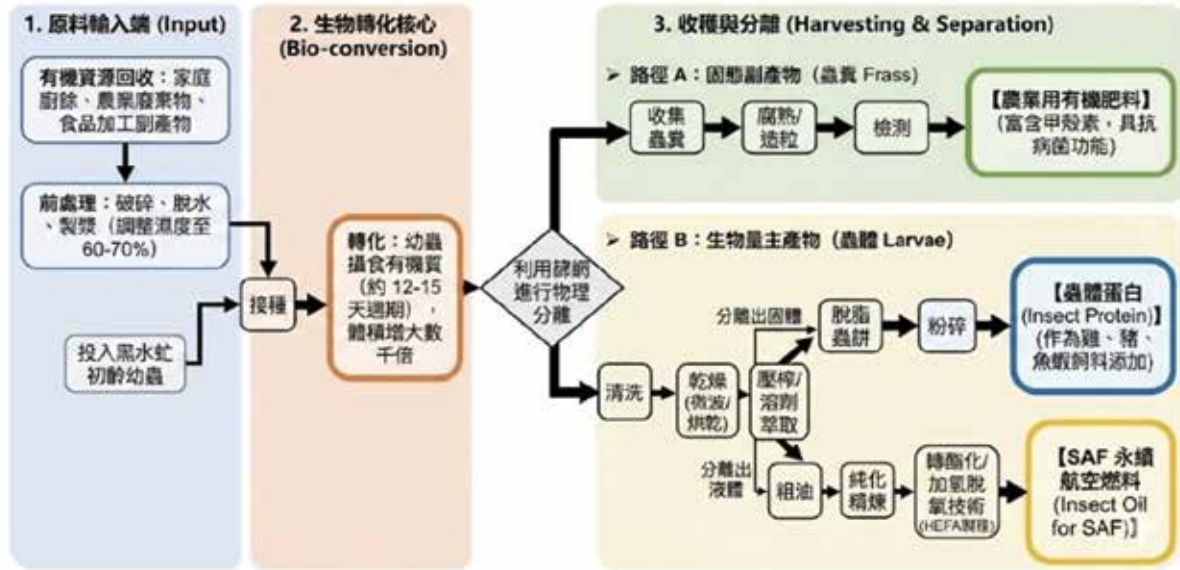 1. 原料輸入端 (Input)
有機資源回收：家庭
廚餘、農業廢棄物、
食品加工副產物
前處理：破碎、脫水
、製漿（調整濕度至
60-70%）
投入黑水虻
初齡幼蟲
接種
2. 生物轉化核心
(Bio-conversion)
轉化：幼蟲
攝食有機質
（約 12-15
天週期），
體積增大數
千倍
利用篩網
進行物理
分離
3. 收穫與分離 (Harvesting & Separation)
➤ 路徑 A：固態副產物（蟲糞 Frass）
收集
蟲糞
腐熟/
造粒
檢測
【農業用有機肥料】
（富含甲殼素，具抗
病菌功能）
➤ 路徑 B：生物量主產物（蟲體 Larvae）
清洗
乾燥
(微波/
烘乾)
壓榨/
溶劑
萃取
分離出固體
脫脂
蟲餅
粉碎
【蟲體蛋白
(Insect Protein)】
(作為雞、豬、
魚蝦飼料添加)
分離出
液體
粗油
純化
精煉
轉酯化/
加氫脫
氧技術
(HEFA製程)
【SAF 永續
航空燃料
(Insect Oil
for SAF)】